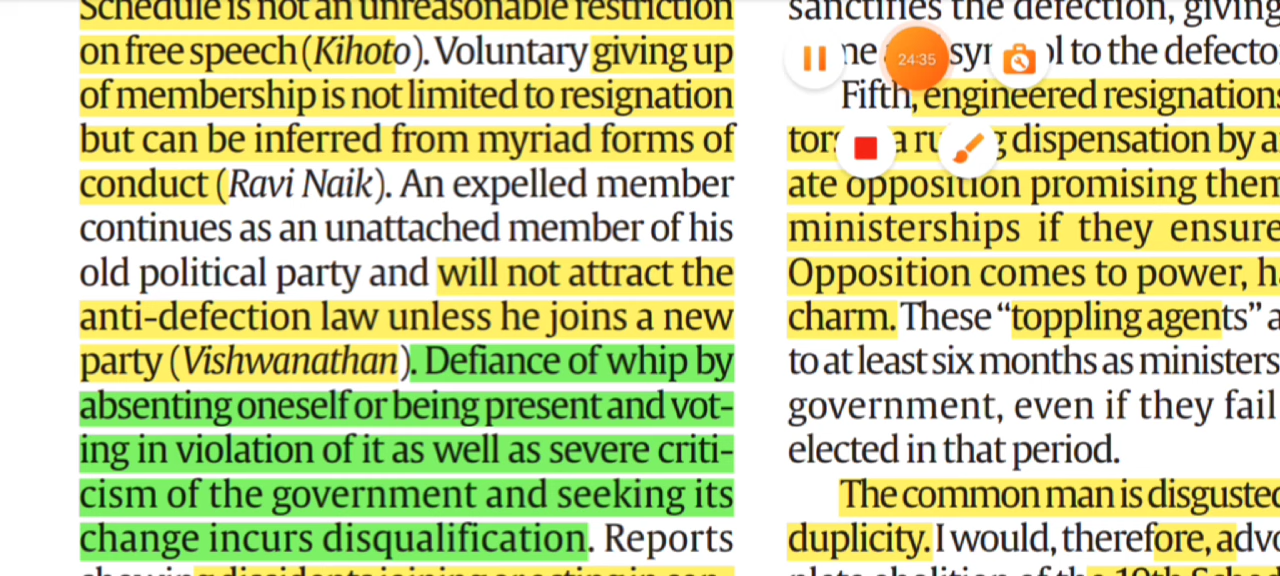 Schedule is not an unreasonable restriction
on free speech (Kihoto). Voluntary giving up
of membership is not limited to resignation
but can be inferred from myriad forms of
conduct (Ravi Naik). An expelled member
continues as an unattached member of his
old political party and will not attract the
anti-defection law unless he joins a new
party (Vishwanathan). Defiance of whip by
absenting oneself or being present and vot-
ing in violation of it as well as severe criti-
cism of the government and seeking its
change incurs disqualification. Reports
sanctifies the defection, giving
24:35
to the defecto
Fifth, engineered resignations
dispensation by a
ate opposition promising them
ministerships if they ensure
Opposition comes to power, h
charm. These “toppling agents” a
to at least six months as ministers
government, even if they fail
elected in that period.
The common man is disgusted
duplicity. I would, therefore, advo